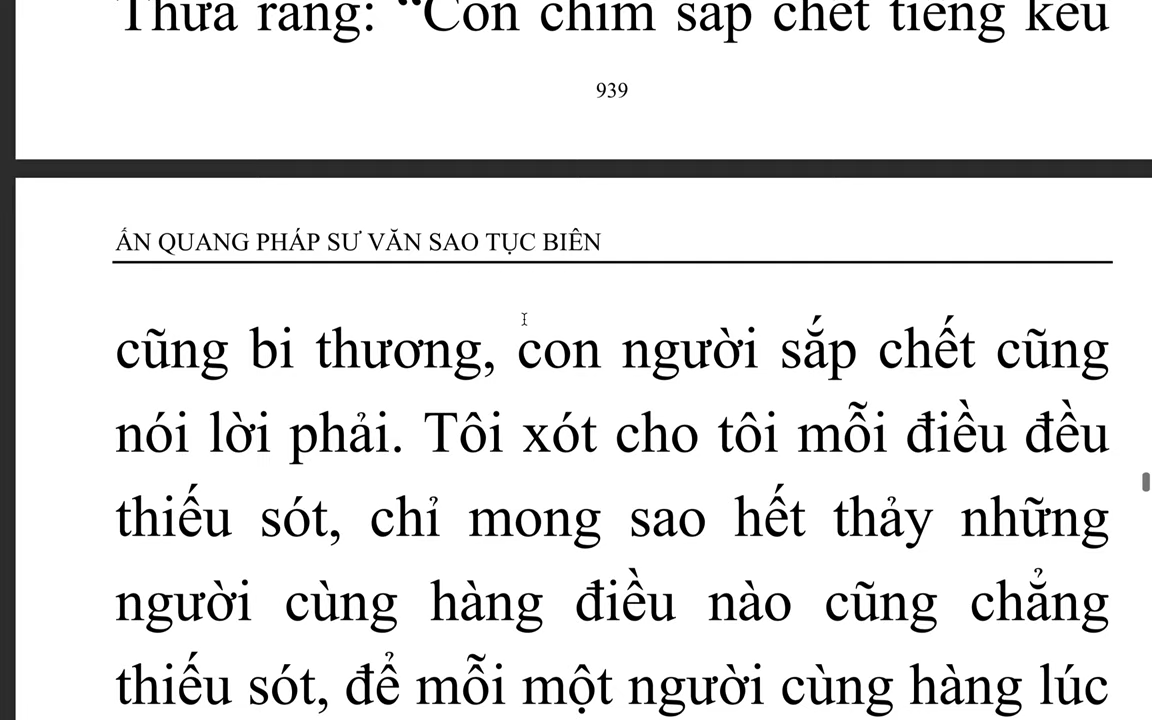 Thưa rằng: “Con chim sắp chết tiếng kêu
939
ẤN QUANG PHÁP SƯ VĂN SAO TỤC BIÊN
cũng bi thương, con người sắp chết cũng
nói lời phải. Tôi xót cho tôi mỗi điều đều
thiếu sót, chỉ mong sao hết thảy những
người cùng hàng điều nào cũng chẳng
thiếu sót, để mỗi một người cùng hàng lúc